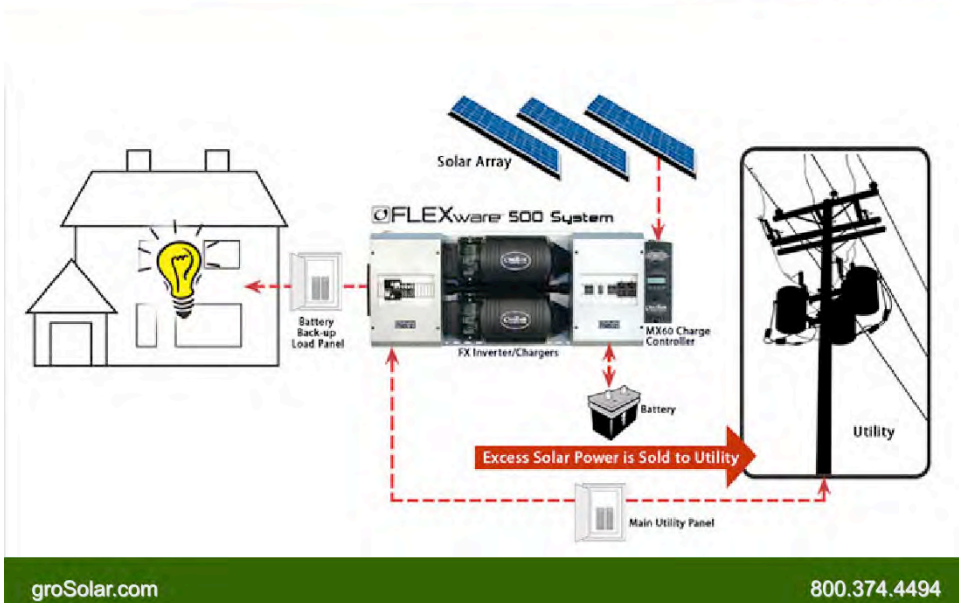 Solar Array
OFLEXware 500 System
Battery
Back-up
Load Panel
FX Inverter/Chargers
MX60 Charge
Controller
Battery
Utility
Excess Solar Power is Sold to Utility
Main Utility Panel
groSolar.com
800.374.4494